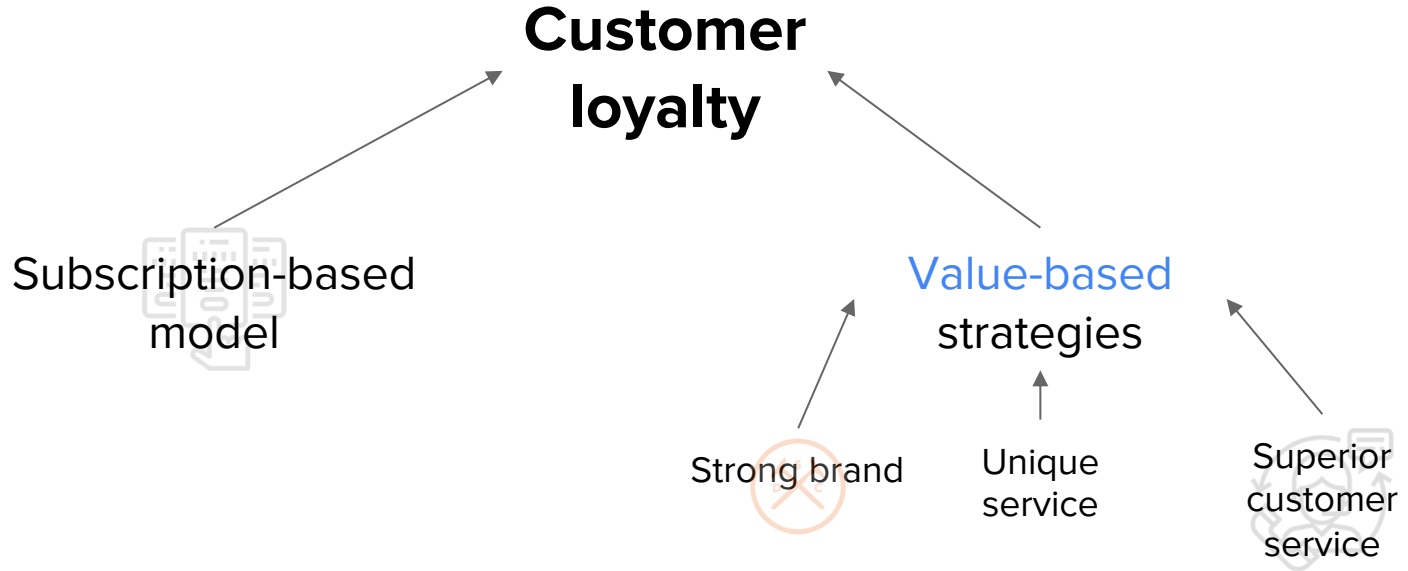 Customer
loyalty
Subscription-based
model
Value-based
strategies
Strong brand
Unique
service
Superior
customer
service